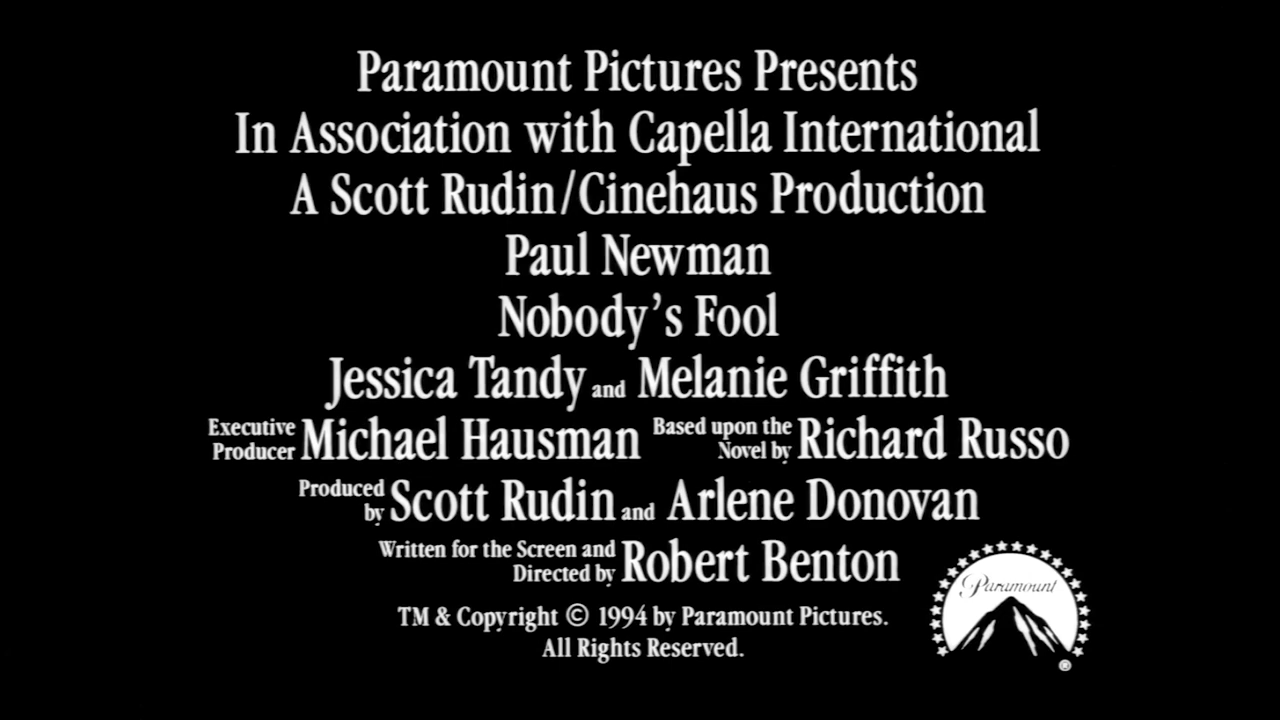 Paramount Pictures Presents
In Association with Capella International
A Scott Rudin/Cinehaus Production
Paul Newman
Nobody's Fool
Jessica Tandy and Melanie Griffith
Executive Producer Michael Hausman Based upon the Novel by Richard Russo
Produced by Scott Rudin and Arlene Donovan
Written for the Screen and Directed by Robert Benton
TM & Copyright © 1994 by Paramount Pictures.
All Rights Reserved.
Paramount
®